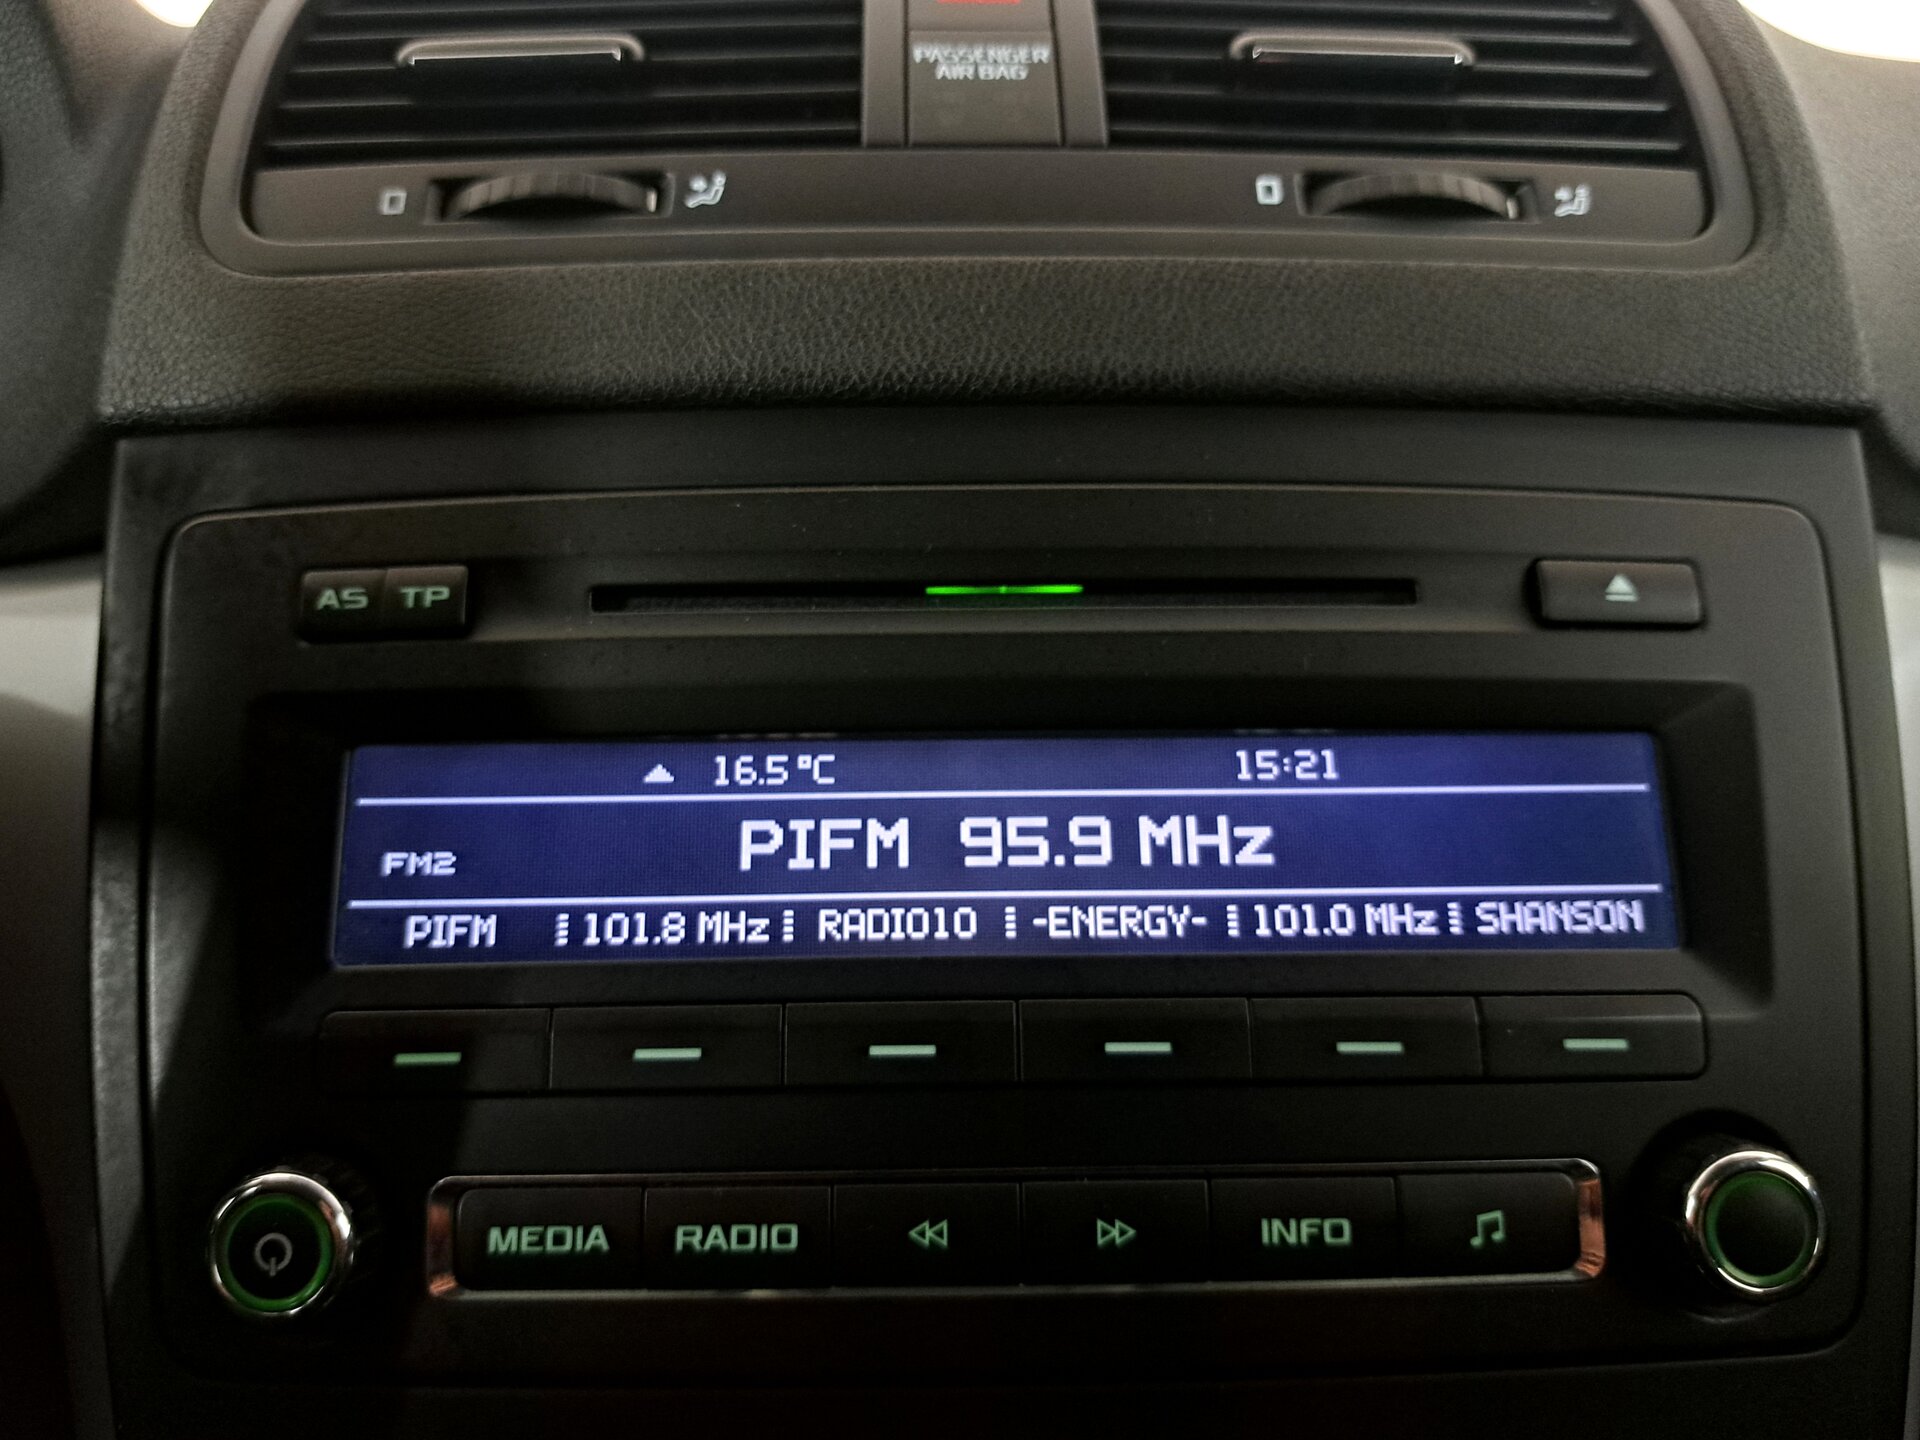 PASSENGER
AIR BAG
AS TP
16.5°C 15:21
FM2 PIFM 95.9 MHz
PIFM 101.8 MHz RADIO10 -ENERGY- 101.0 MHz SHANSON
MEDIA RADIO INFO